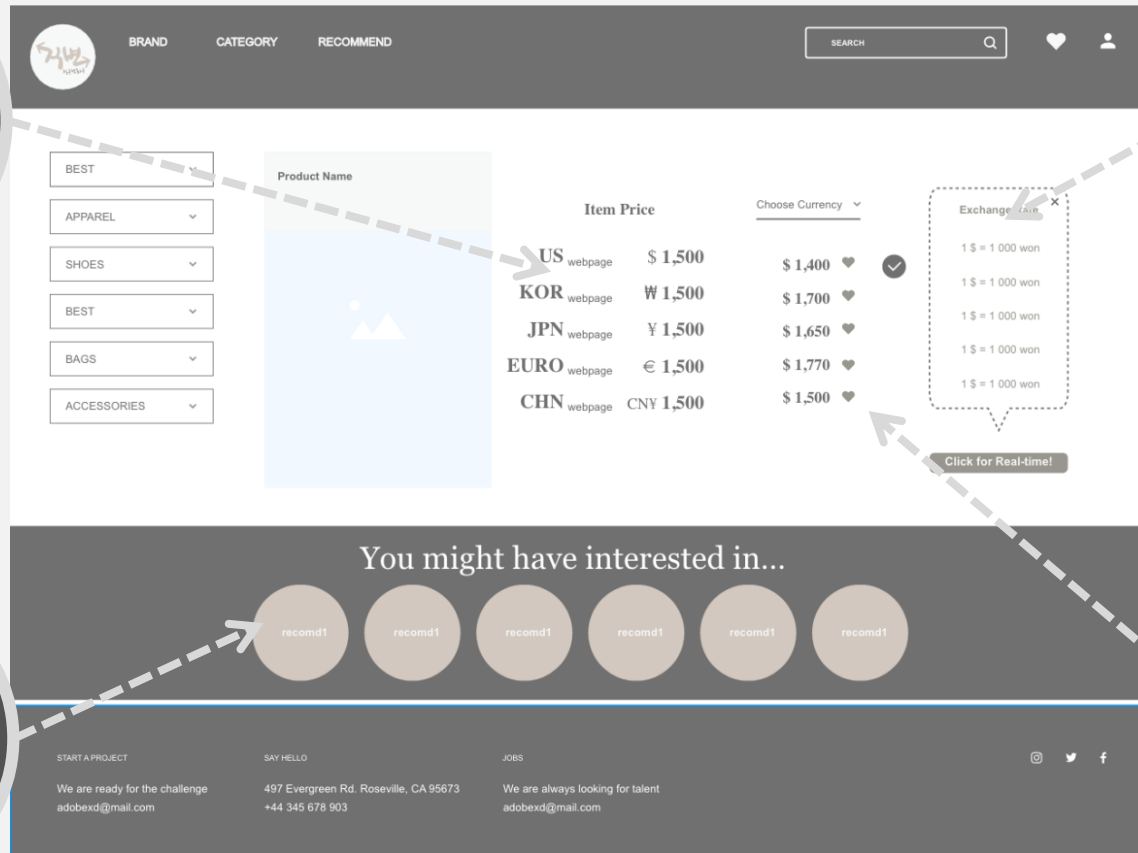 직변
BRAND CATEGORY RECOMMEND SEARCH
BEST
APPAREL
SHOES
BEST
BAGS
ACCESSORIES
Product Name
Item Price
US webpage $ 1,500
KOR webpage ₩ 1,500
JPN webpage ¥ 1,500
EURO webpage € 1,500
CHN webpage CN¥ 1,500
Choose Currency
$ 1,400
$ 1,700
$ 1,650
$ 1,770
$ 1,500
Exchange Rate
1 $ = 1 000 won
1 $ = 1 000 won
1 $ = 1 000 won
1 $ = 1 000 won
1 $ = 1 000 won
Click for Real-time!
You might have interested in...
recomd1 recomd1 recomd1 recomd1 recomd1 recomd1
START A PROJECT
We are ready for the challenge
adobexd@mail.com
SAY HELLO
497 Evergreen Rd. Roseville, CA 95673
+44 345 678 903
JOBS
We are always looking for talent
adobexd@mail.com